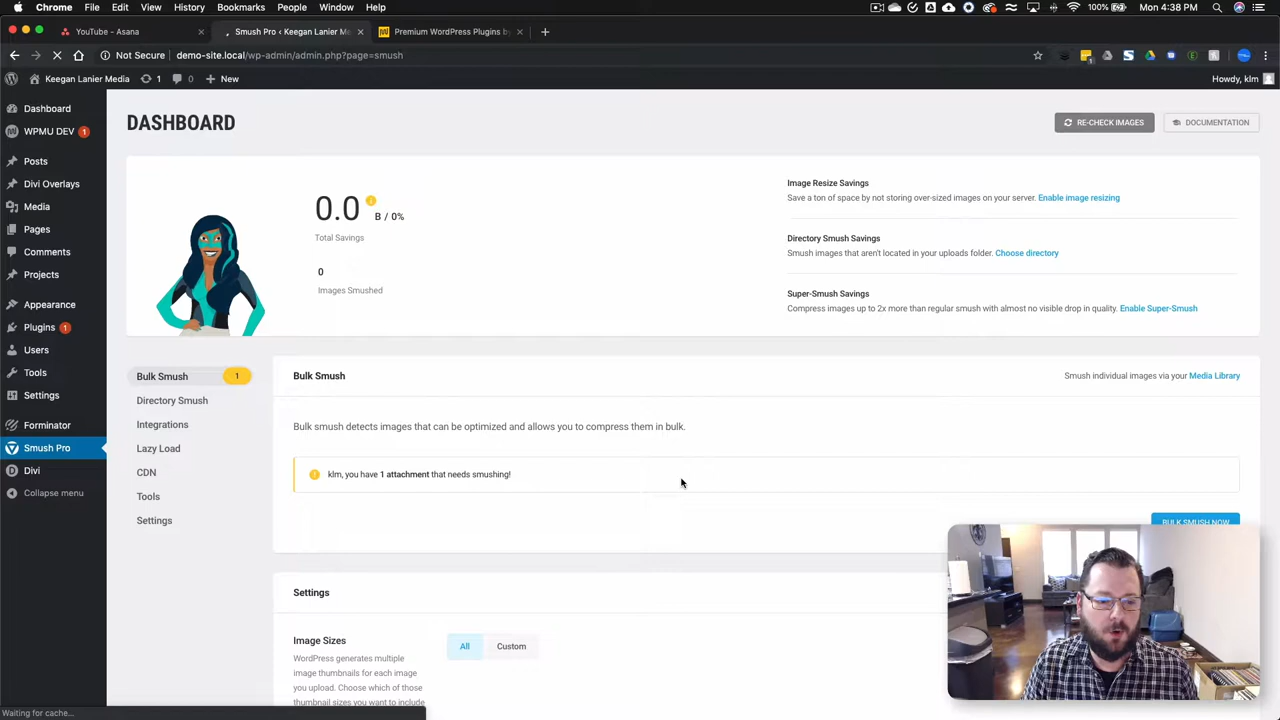 Chrome File Edit View History Bookmarks People Tab Window Help
100% Mon 4:38 PM
YouTube - Asana
Smush Pro ‹ Keegan Lanier M
Premium WordPress Plugins by
Not Secure demo-site.local/wp-admin/admin.php?page=smush
Keegan Lanier 1 0 + New
Howdy, klm
Dashboard
WPMU DEV 1
Posts
Divi Overlays
Media
Pages
Comments
Projects
Appearance
Plugins 1
Users
Tools
Settings
Forminator
Smush Pro
Divi
Collapse menu
DASHBOARD
RE-CHECK IMAGES
DOCUMENTATION
0.0 B / 0%
Total Savings
0
Images Smushed
Image Resize Savings
Save a ton of space by not storing over-sized images on your server. Enable image resizing
Directory Smush Savings
Smush images that aren't located in your uploads folder. Choose directory
Super-Smush Savings
Compress images up to 2x more than regular smush with almost no visible drop in quality. Enable Super-Smush
Bulk Smush 1
Directory Smush
Integrations
Lazy Load
CDN
Tools
Settings
Bulk Smush
Smush individual images via your Media Library
Bulk smush detects images that can be optimized and allows you to compress them in bulk.
klm, you have 1 attachment that needs smushing!
BULK SMUSH NOW
Settings
Image Sizes
WordPress generates multiple
image thumbnails for each image
you upload. Choose which of those
thumbnail sizes you want to include
All
Custom
Waiting for cache...